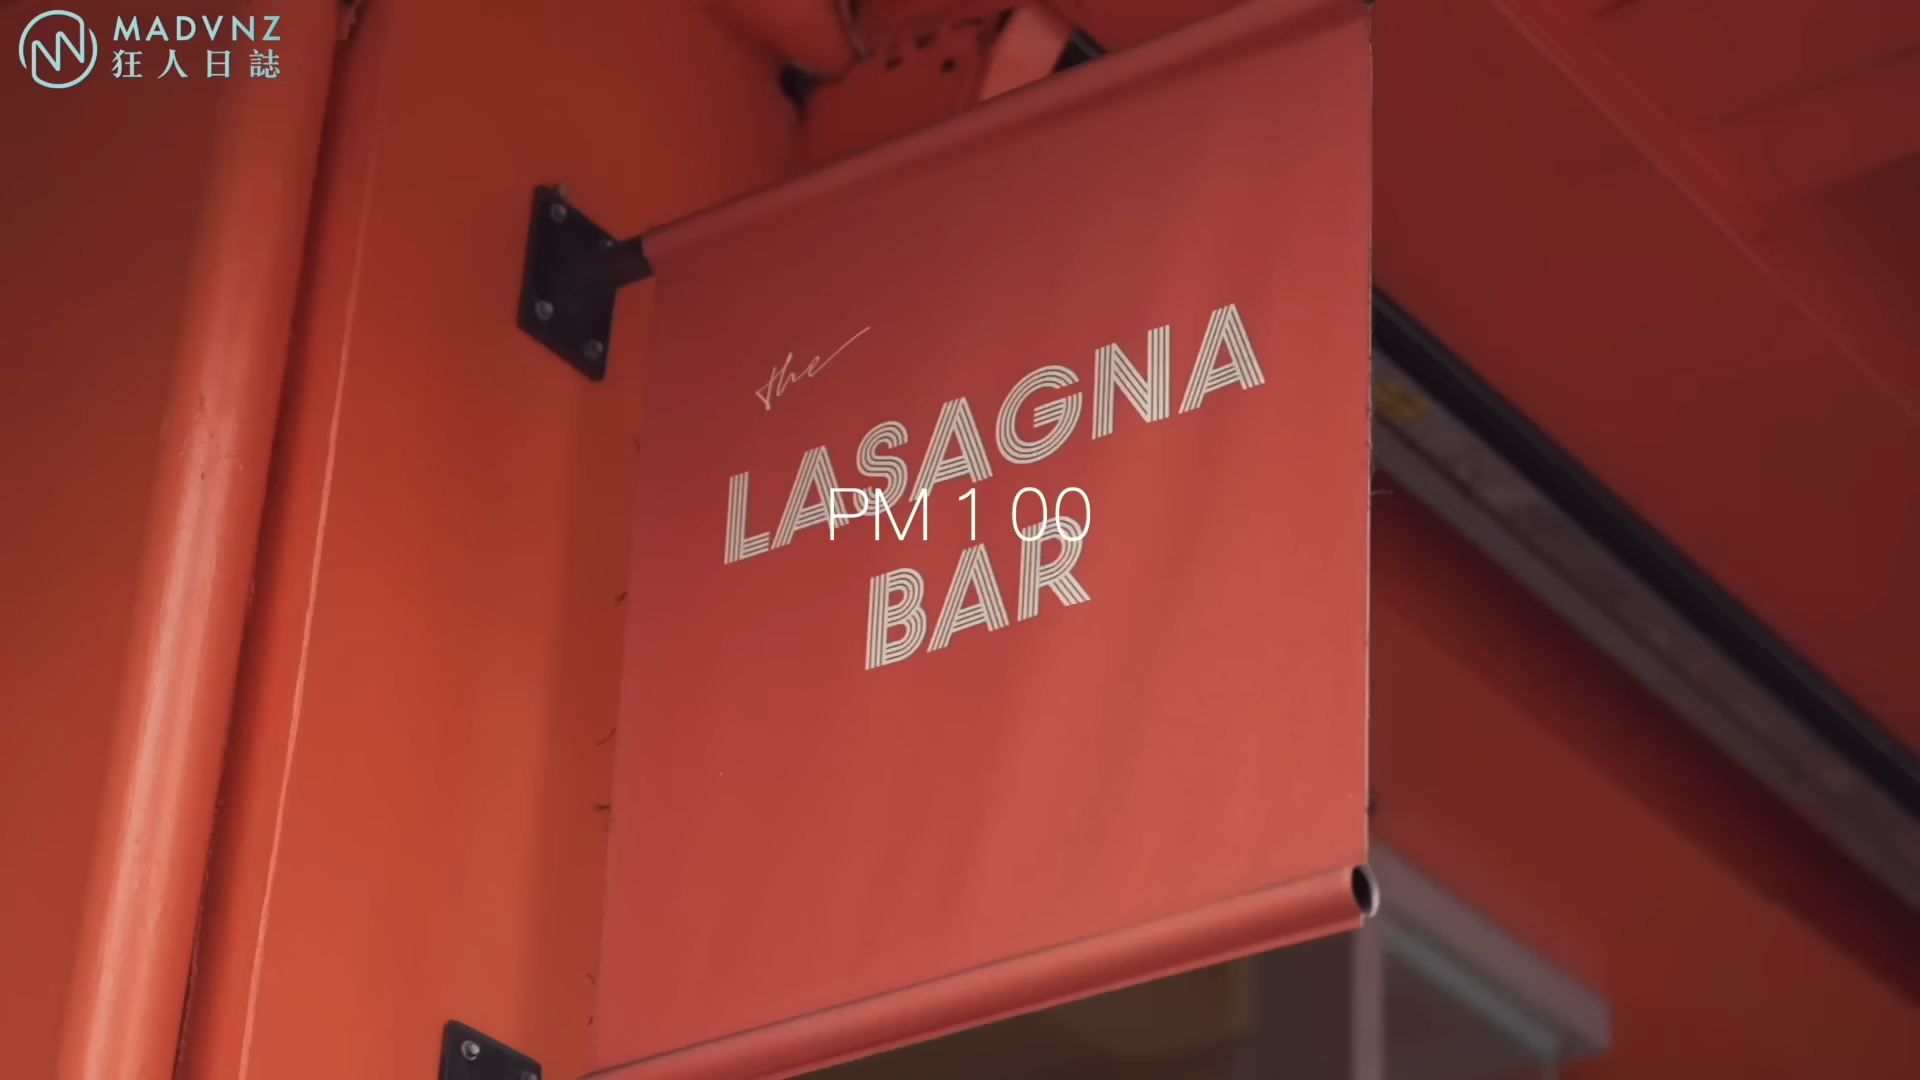 MADVNZ
狂人日誌
the
LASAGNA
PM 1 00
BAR